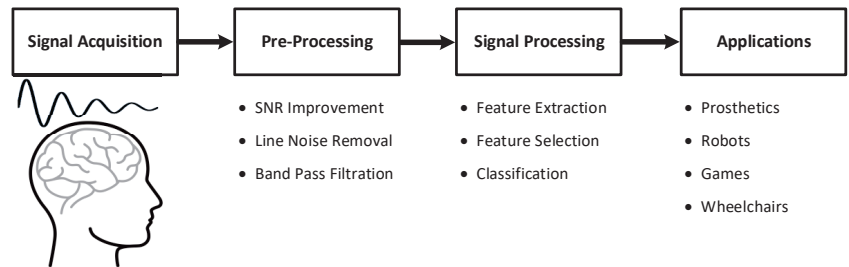 Signal Acquisition
Pre-Processing
Signal Processing
Applications
• SNR Improvement
• Line Noise Removal
• Band Pass Filtration
• Feature Extraction
• Feature Selection
• Classification
• Prosthetics
• Robots
• Games
• Wheelchairs